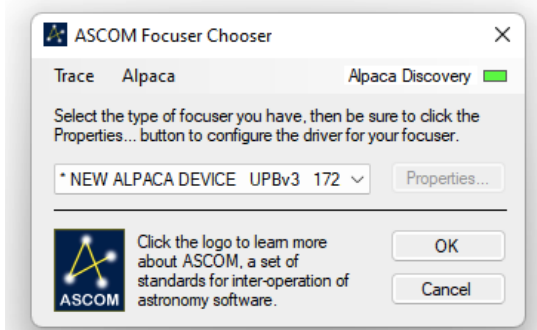 ASCOM Focuser Chooser
Trace Alpaca Alpaca Discovery
Select the type of focuser you have, then be sure to click the
Properties... button to configure the driver for your focuser.
* NEW ALPACA DEVICE UPBv3 172
Properties...
Click the logo to learn more
about ASCOM, a set of
standards for inter-operation of
astronomy software.
ASCOM
OK
Cancel